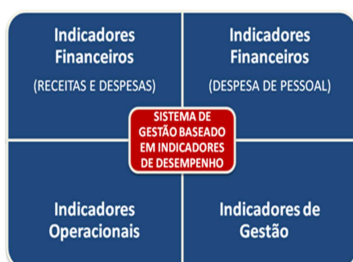 Indicadores
Financeiros
(RECEITAS E DESPESAS)
Indicadores
Financeiros
(DESPESA DE PESSOAL)
SISTEMA DE
GESTÃO BASEADO
EM INDICADORES
DE DESEMPENHO
Indicadores
Operacionais
Indicadores de
Gestão